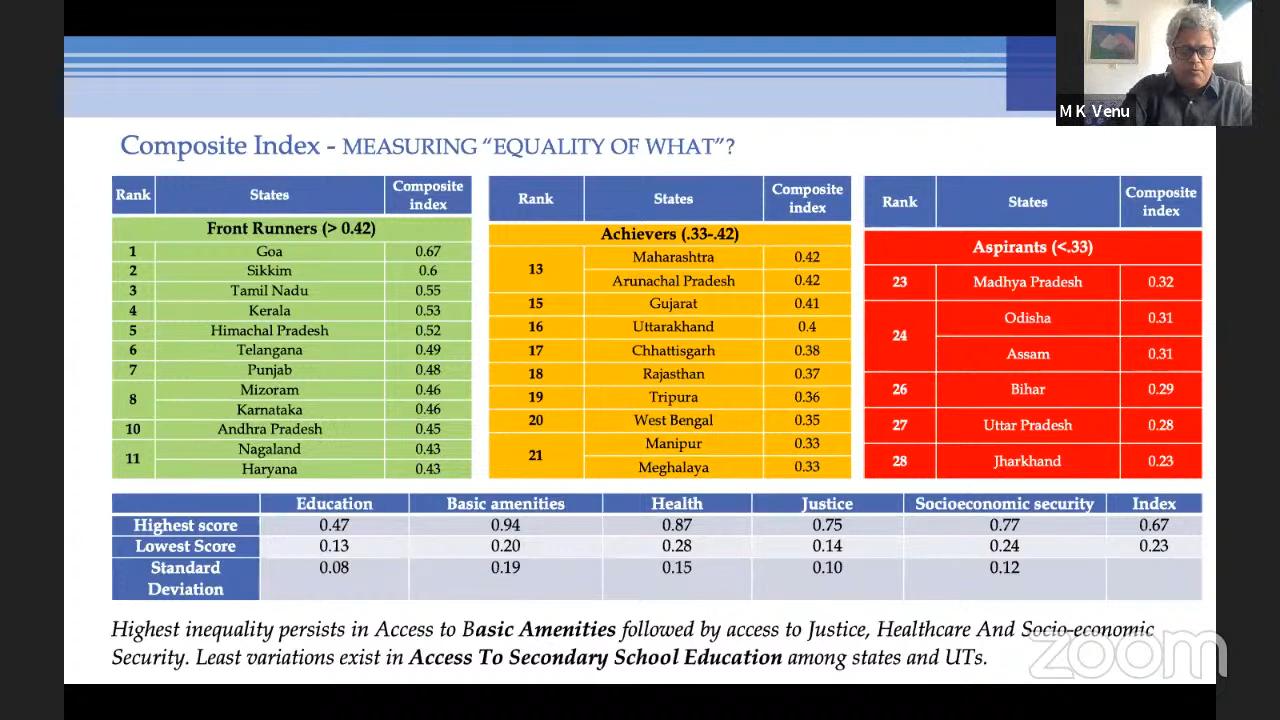 M K Venu
Composite Index - MEASURING “EQUALITY OF WHAT”?
Rank States Composite index
Front Runners (> 0.42)
1 Goa 0.67
2 Sikkim 0.6
3 Tamil Nadu 0.55
4 Kerala 0.53
5 Himachal Pradesh 0.52
6 Telangana 0.49
7 Punjab 0.48
8 Mizoram 0.46
Karnataka 0.46
10 Andhra Pradesh 0.45
11 Nagaland 0.43
Haryana 0.43
Rank States Composite index
Achievers (.33-.42)
13 Maharashtra 0.42
Arunachal Pradesh 0.42
15 Gujarat 0.41
16 Uttarakhand 0.4
17 Chhattisgarh 0.38
18 Rajasthan 0.37
19 Tripura 0.36
20 West Bengal 0.35
21 Manipur 0.33
Meghalaya 0.33
Rank States Composite index
Aspirants (<.33)
23 Madhya Pradesh 0.32
24 Odisha 0.31
Assam 0.31
26 Bihar 0.29
27 Uttar Pradesh 0.28
28 Jharkhand 0.23
Education Basic amenities Health Justice Socioeconomic security Index
Highest score 0.47 0.94 0.87 0.75 0.77 0.67
Lowest Score 0.13 0.20 0.28 0.14 0.24 0.23
Standard Deviation 0.08 0.19 0.15 0.10 0.12
Highest inequality persists in Access to Basic Amenities followed by access to Justice, Healthcare And Socio-economic
Security. Least variations exist in Access To Secondary School Education among states and UTs.
zoom